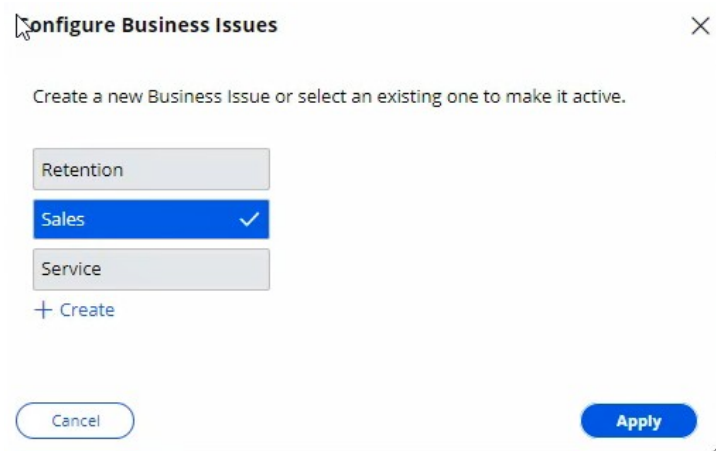 Configure Business Issues
Create a new Business Issue or select an existing one to make it active.
Retention
Sales
Service
+ Create
Cancel
Apply